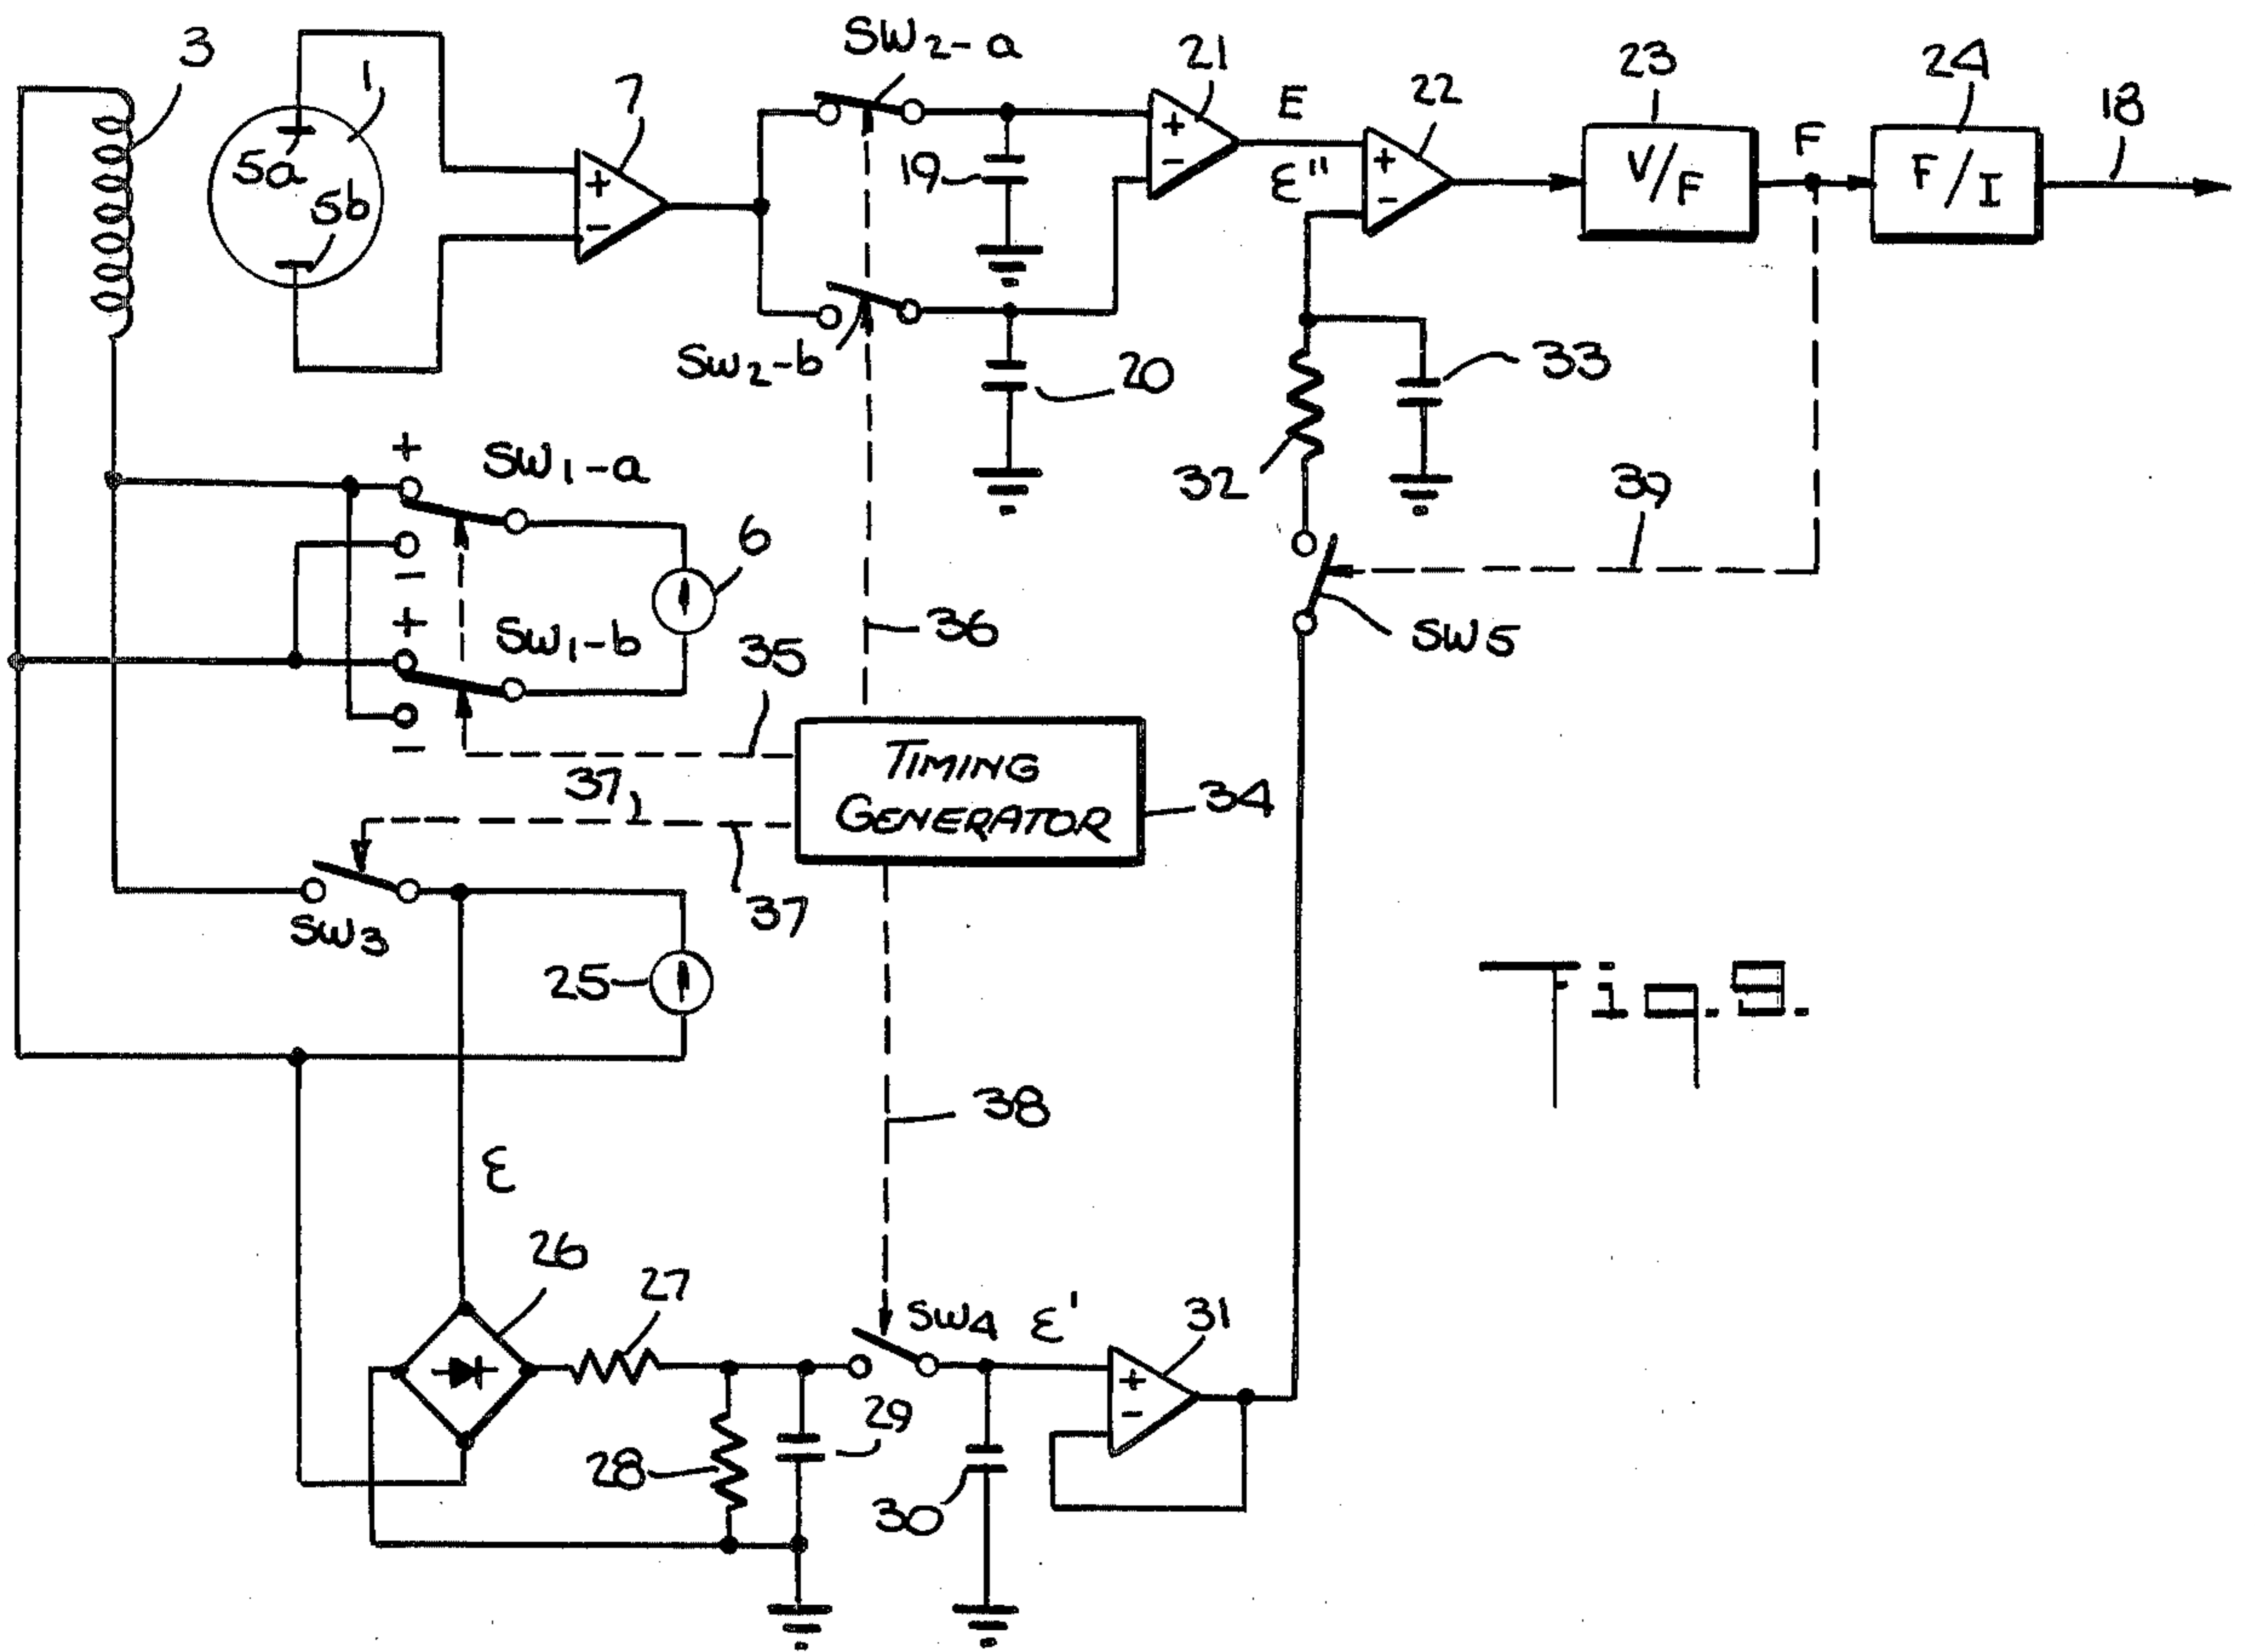 3
1
5a
5b
7
+
-
SW2-a
SW2-b
19
20
21
+
-
E
ε"
22
+
-
23
V/F
F
24
F/I
18
32
33
39
SW5
+
SW1-a
-
+
SW1-b
-
6
35
36
37
37
TIMING
GENERATOR
34
SW3
25
38
ε
26
27
28
29
SW4
ε'
30
31
+
-
Fig. 9.